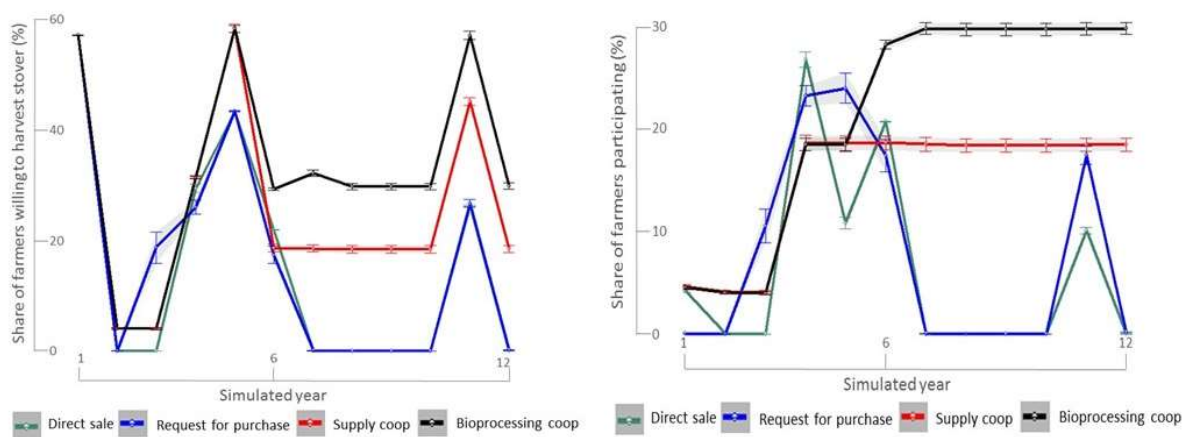 Share of farmers willing to harvest stover (%)
60
40
20
0
1
6
12
Simulated year
Direct sale Request for purchase Supply coop Bioprocessing coop
Share of farmers participating (%)
30
20
10
0
1
6
12
Simulated year
Direct sale Request for purchase Supply coop Bioprocessing coop